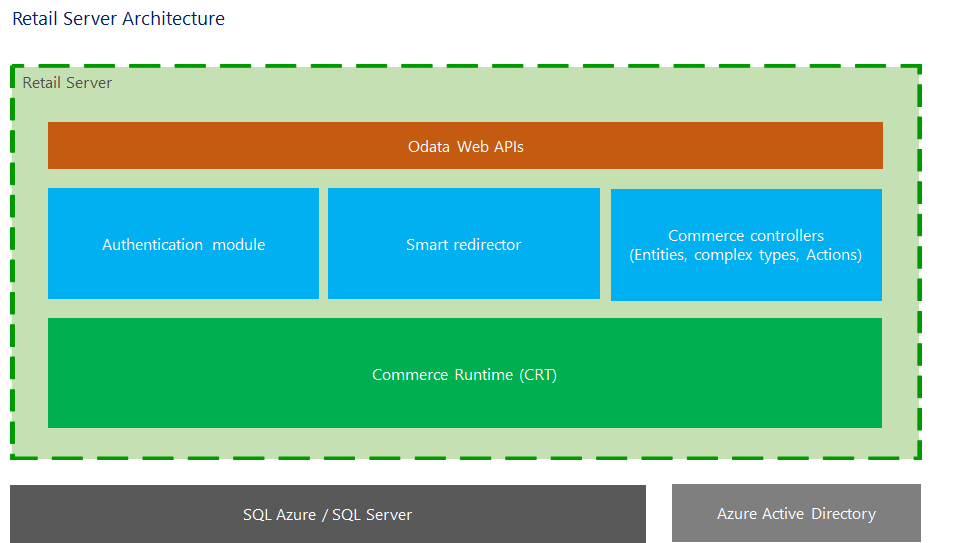 Retail Server Architecture
Retail Server
Odata Web APIs
Authentication module
Smart redirector
Commerce controllers
(Entities, complex types, Actions)
Commerce Runtime (CRT)
SQL Azure / SQL Server
Azure Active Directory